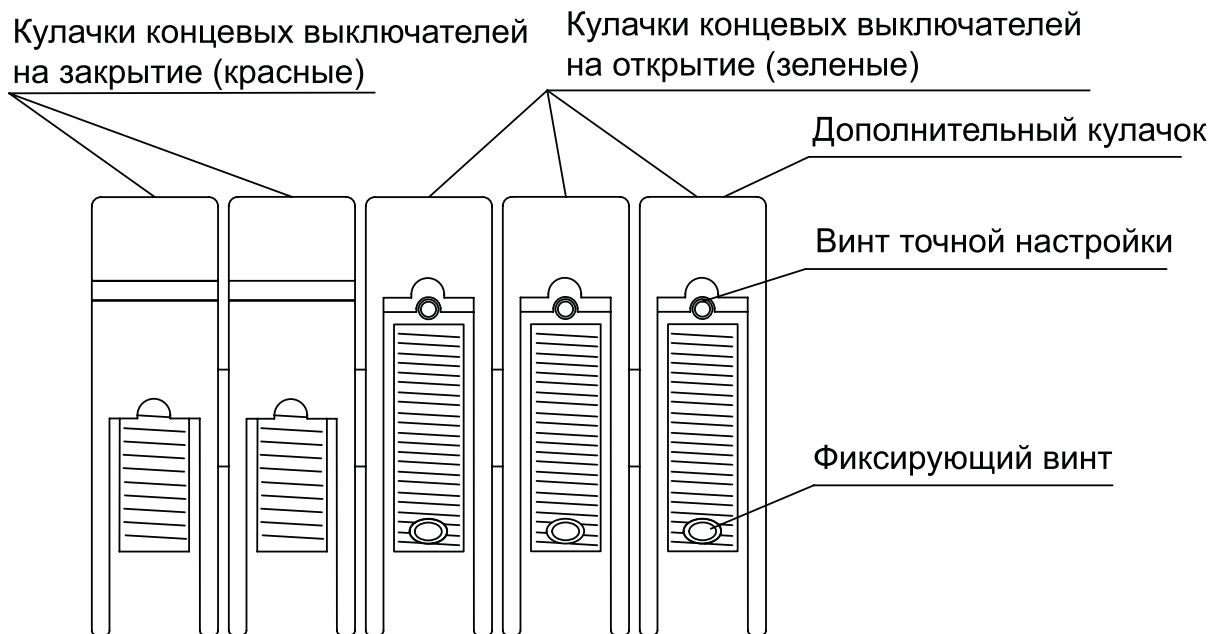 Кулачки концевых выключателей
на закрытие (красные)
Кулачки концевых выключателей
на открытие (зеленые)
Дополнительный кулачок
Винт точной настройки
Фиксирующий винт